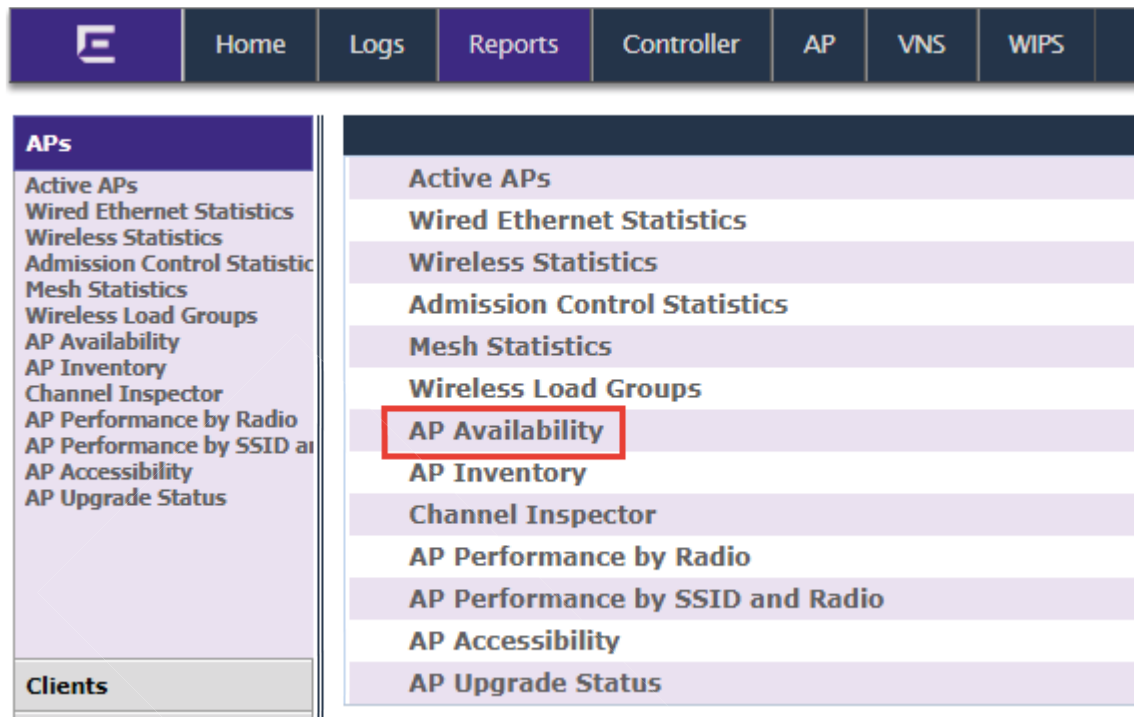 Home Logs Reports Controller AP VNS WIPS
APs
Active APs
Wired Ethernet Statistics
Wireless Statistics
Admission Control Statistic
Mesh Statistics
Wireless Load Groups
AP Availability
AP Inventory
Channel Inspector
AP Performance by Radio
AP Performance by SSID a
AP Accessibility
AP Upgrade Status
Clients
Active APs
Wired Ethernet Statistics
Wireless Statistics
Admission Control Statistics
Mesh Statistics
Wireless Load Groups
AP Availability
AP Inventory
Channel Inspector
AP Performance by Radio
AP Performance by SSID and Radio
AP Accessibility
AP Upgrade Status